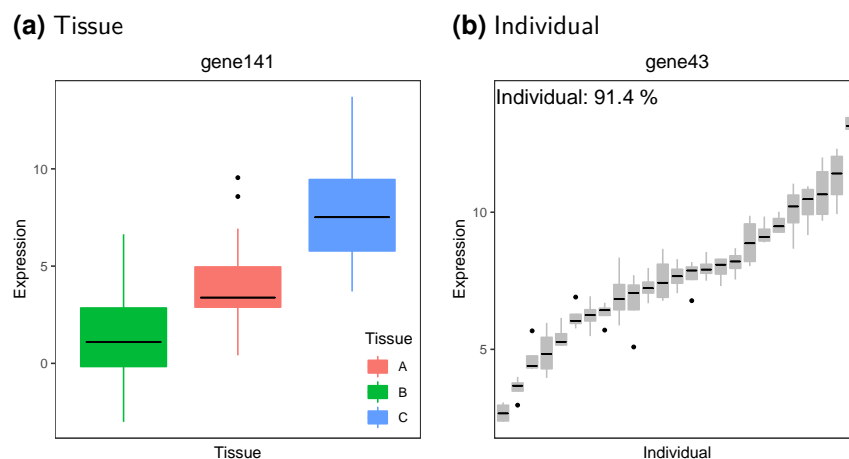 (a) Tissue
gene141
Expression
10
5
0
Tissue
A
B
C
Tissue
(b) Individual
gene43
Individual: 91.4 %
Expression
10
5
Individual